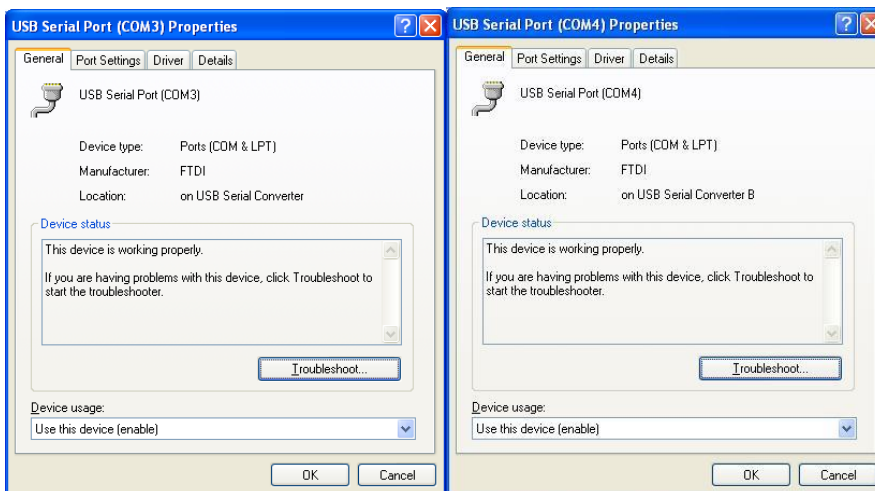 USB Serial Port (COM3) Properties
General Port Settings Driver Details
USB Serial Port (COM3)
Device type: Ports (COM & LPT)
Manufacturer: FTDI
Location: on USB Serial Converter
Device status
This device is working properly.
If you are having problems with this device, click Troubleshoot to
start the troubleshooter.
Troubleshoot...
Device usage:
Use this device (enable)
OK Cancel
USB Serial Port (COM4) Properties
General Port Settings Driver Details
USB Serial Port (COM4)
Device type: Ports (COM & LPT)
Manufacturer: FTDI
Location: on USB Serial Converter B
Device status
This device is working properly.
If you are having problems with this device, click Troubleshoot to
start the troubleshooter.
Troubleshoot...
Device usage:
Use this device (enable)
OK Cancel